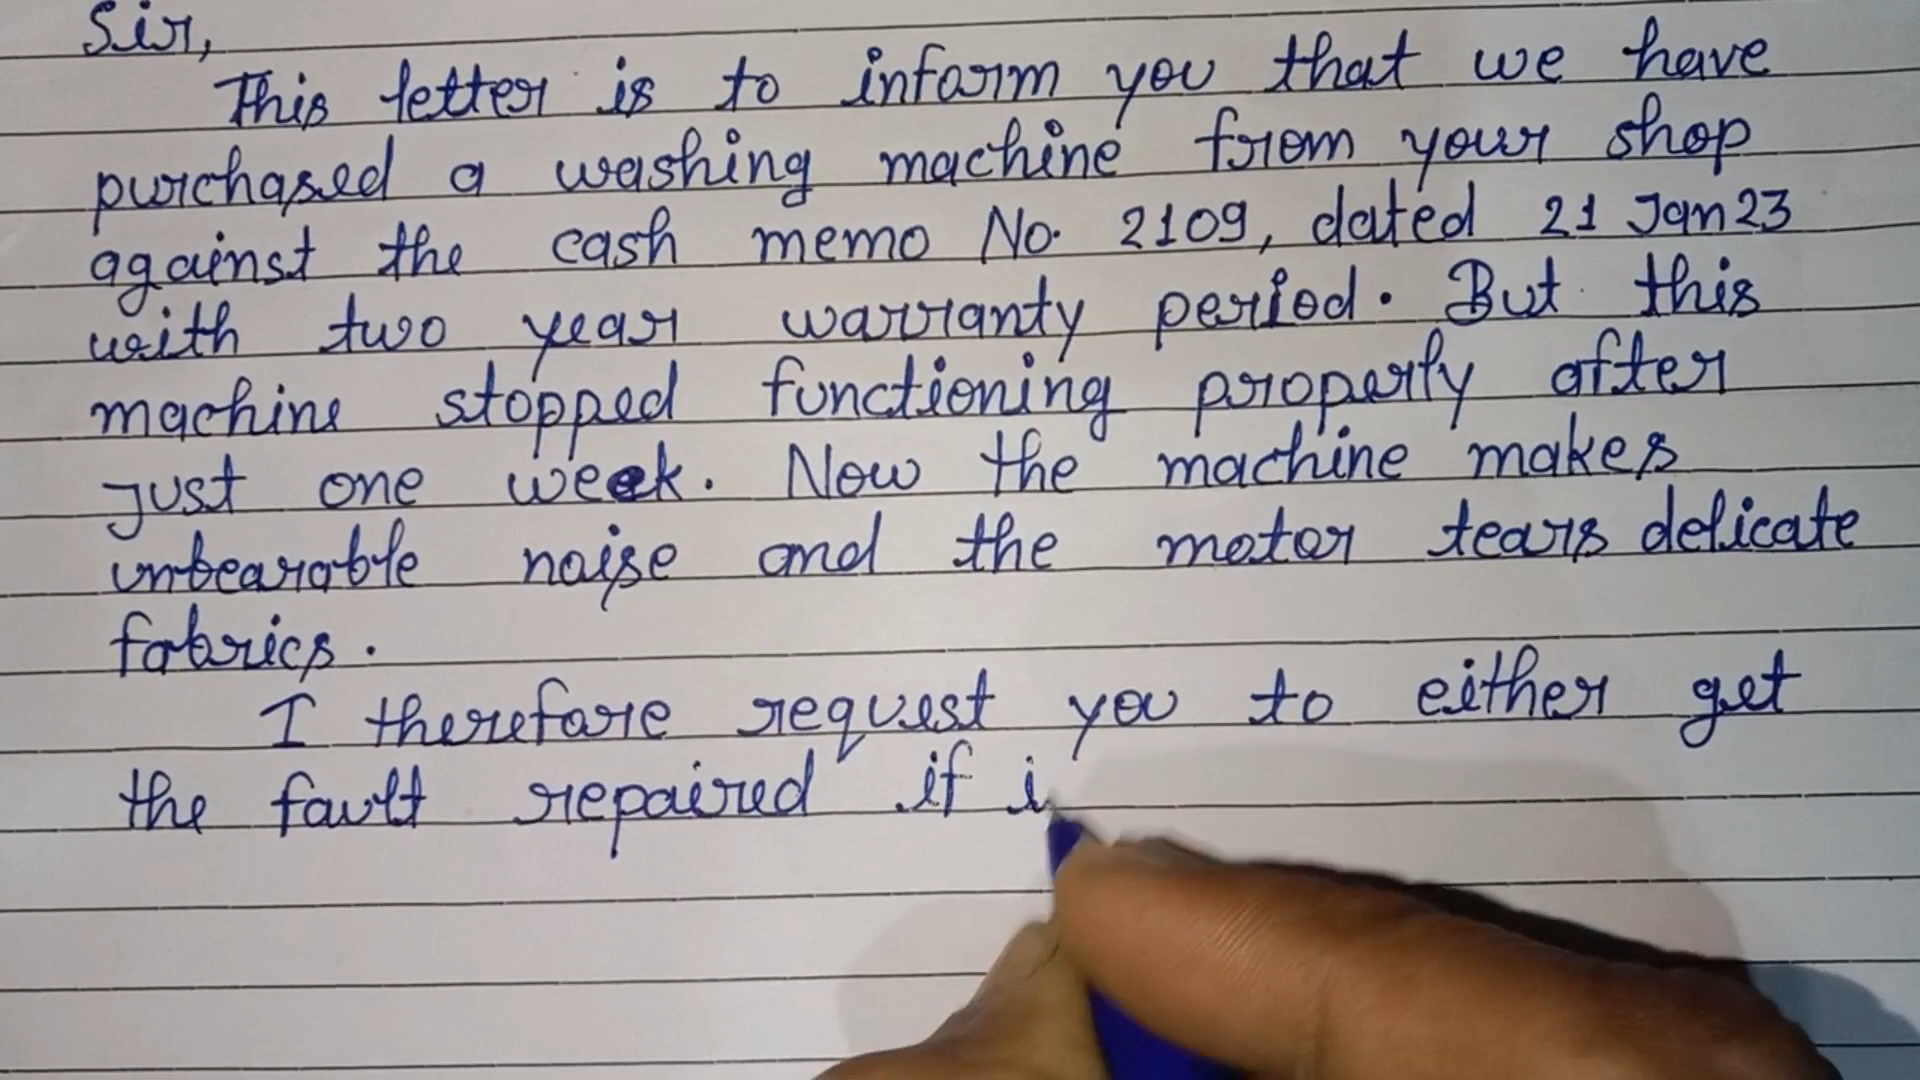 Sir,
This letter is to inform you that we have
purchased a washing machine from your shop
against the cash memo No. 2109, dated 21 Jan 23
with two year warranty period. But this
machine stopped functioning properly after
just one week. Now the machine makes
unbearable noise and the motor tears delicate
fabrics.
I therefore request you to either get
the fault repaired if i